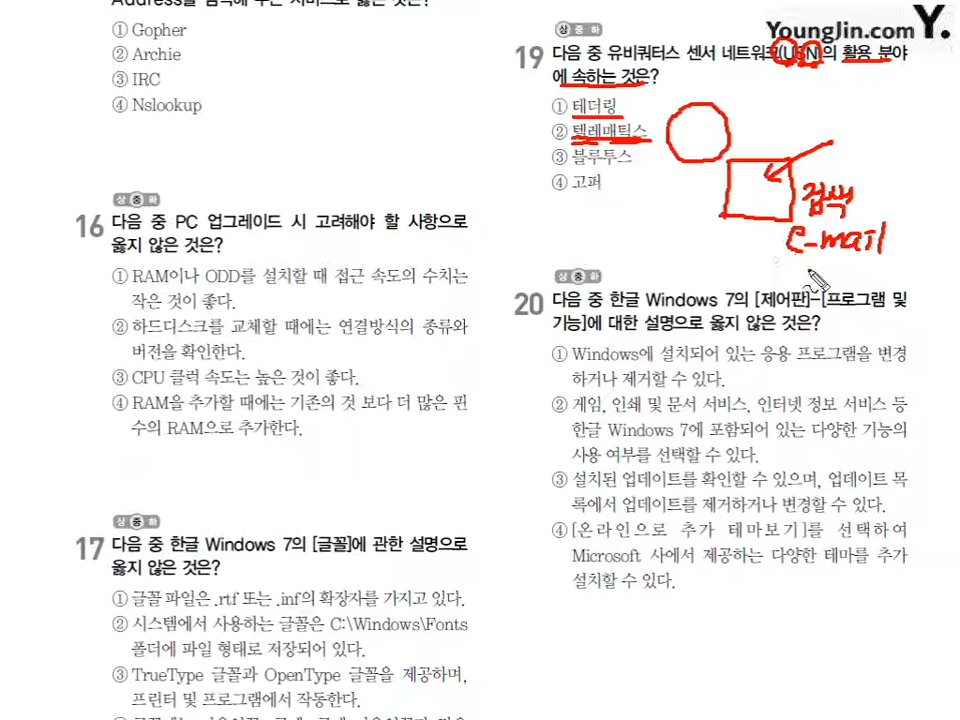 ① Gopher
② Archie
③ IRC
④ Nslookup
상 중 하
16 다음 중 PC 업그레이드 시 고려해야 할 사항으로
옳지 않은 것은?
① RAM이나 ODD를 설치할 때 접근 속도의 수치는
작은 것이 좋다.
② 하드디스크를 교체할 때에는 연결방식의 종류와
버전을 확인한다.
③ CPU 클럭 속도는 높은 것이 좋다.
④ RAM을 추가할 때에는 기존의 것 보다 더 많은 핀
수의 RAM으로 추가한다.
상 중 하
17 다음 중 한글 Windows 7의 [글꼴]에 관한 설명으로
옳지 않은 것은?
① 글꼴 파일은 .rtf 또는 .inf의 확장자를 가지고 있다.
② 시스템에서 사용하는 글꼴은 C:\Windows\Fonts
폴더에 파일 형태로 저장되어 있다.
③ TrueType 글꼴과 OpenType 글꼴을 제공하며,
프린터 및 프로그램에서 작동한다.
YoungJin.com Y.
상 중 하
19 다음 중 유비쿼터스 센서 네트워크(USN)의 활용 분야
에 속하는 것은?
① 테더링
② 텔레매틱스
③ 블루투스
④ 고퍼
검색
e-mail
상 중 하
20 다음 중 한글 Windows 7의 [제어판]-[프로그램 및
기능]에 대한 설명으로 옳지 않은 것은?
① Windows에 설치되어 있는 응용 프로그램을 변경
하거나 제거할 수 있다.
② 게임, 인쇄 및 문서 서비스, 인터넷 정보 서비스 등
한글 Windows 7에 포함되어 있는 다양한 기능의
사용 여부를 선택할 수 있다.
③ 설치된 업데이트를 확인할 수 있으며, 업데이트 목
록에서 업데이트를 제거하거나 변경할 수 있다.
④ [온라인으로 추가 테마보기]를 선택하여
Microsoft 사에서 제공하는 다양한 테마를 추가
설치할 수 있다.